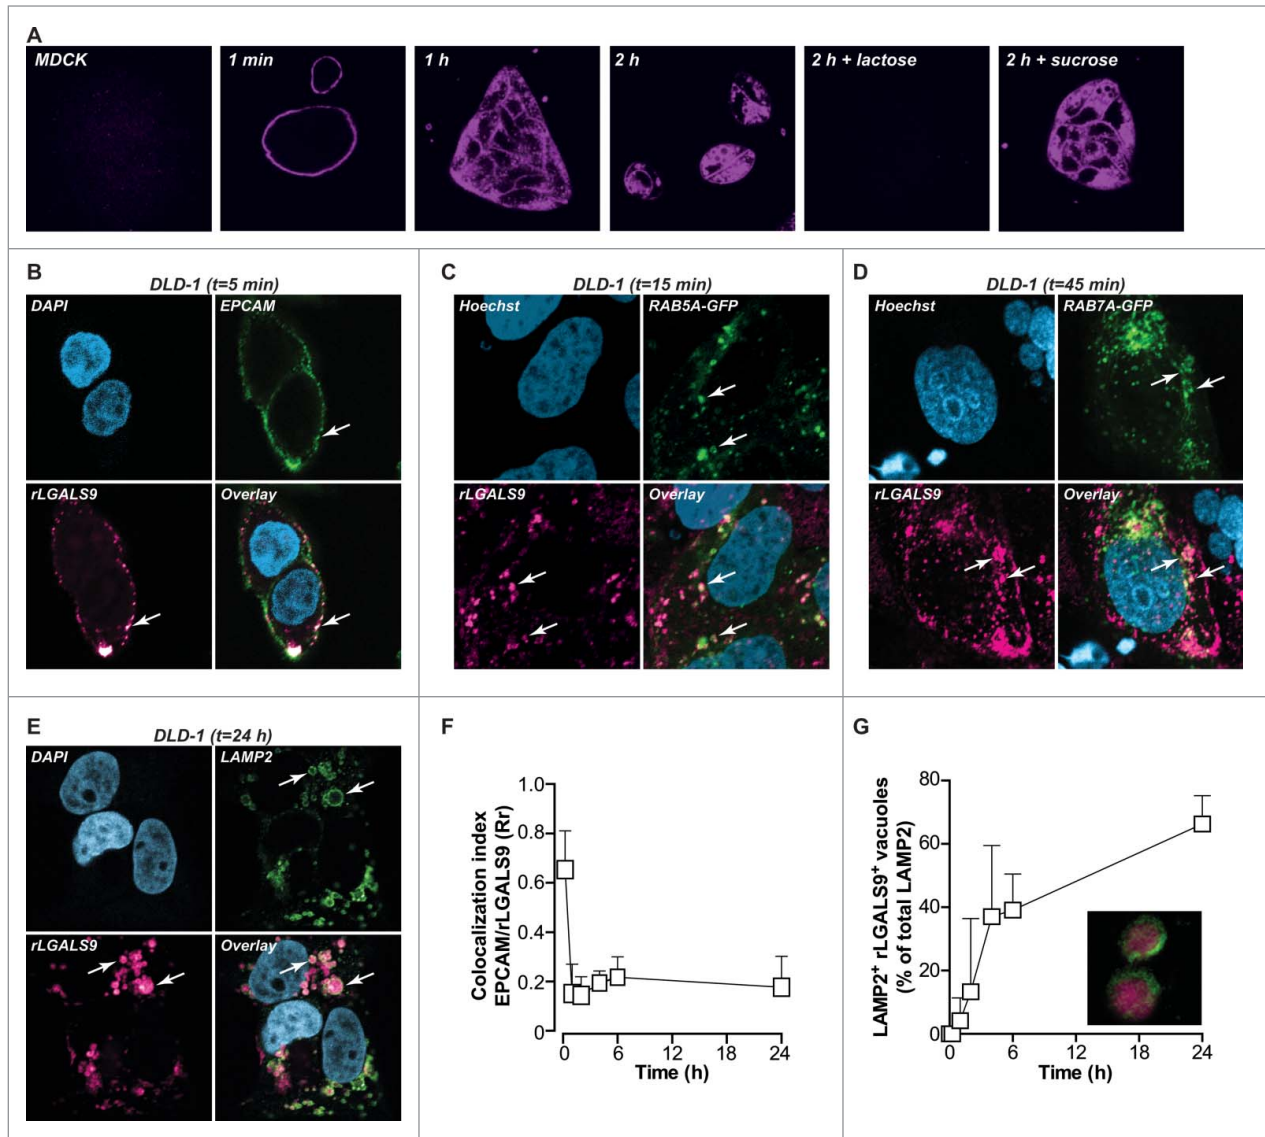 A
MDCK
1 min
1 h
2 h
2 h + lactose
2 h + sucrose
B
DLD-1 (t=5 min)
DAPI
EPCAM
rLGALS9
Overlay
C
DLD-1 (t=15 min)
Hoechst
RAB5A-GFP
rLGALS9
Overlay
D
DLD-1 (t=45 min)
Hoechst
RAB7A-GFP
rLGALS9
Overlay
E
DLD-1 (t=24 h)
DAPI
LAMP2
rLGALS9
Overlay
F
Colocalization index
EPCAM/rLGALS9 (Rr)
1.0
0.8
0.6
0.4
0.2
0
0
6
12
18
24
Time (h)
G
LAMP2⁺ rLGALS9⁺ vacuoles
(% of total LAMP2)
80
60
40
20
0
0
6
12
18
24
Time (h)